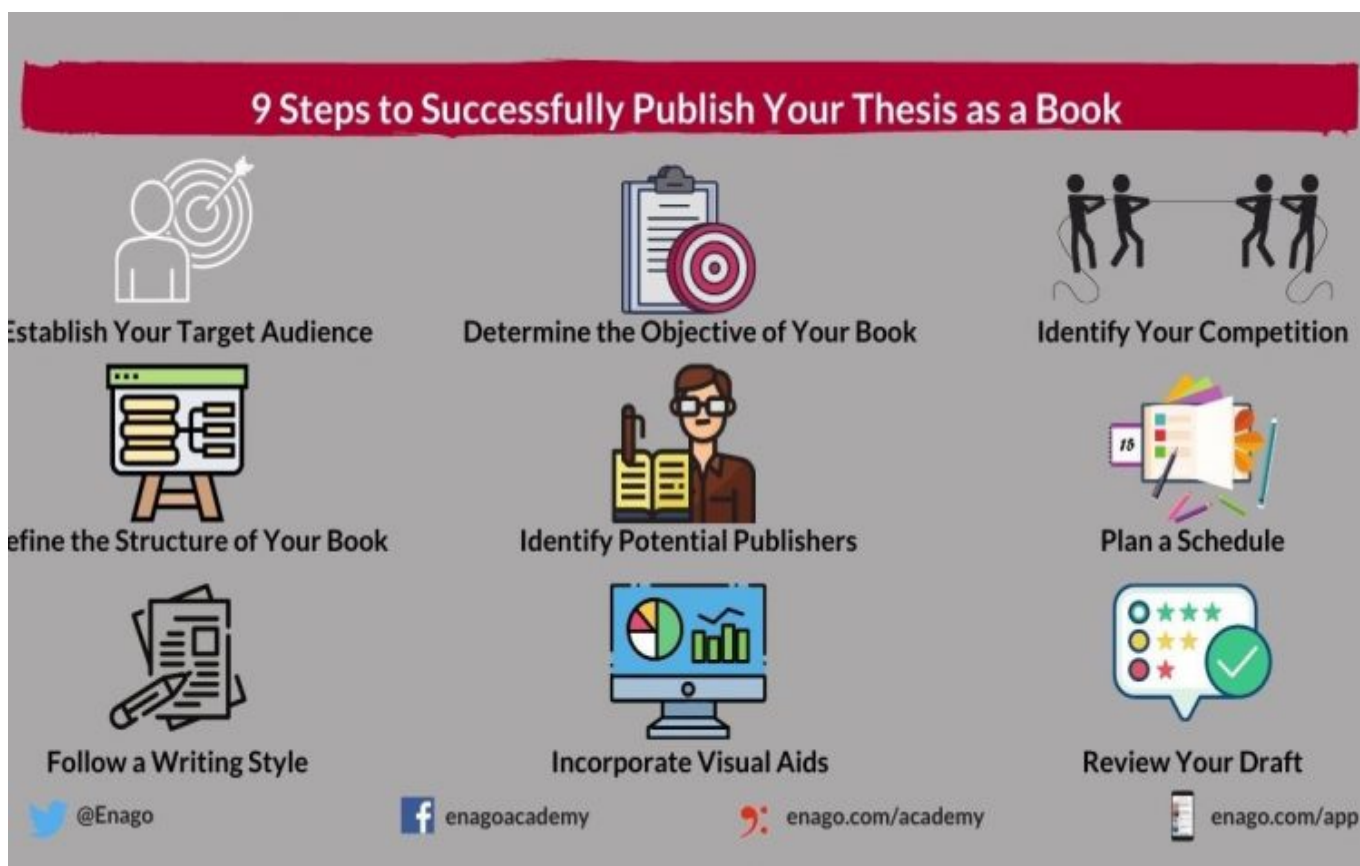 9 Steps to Successfully Publish Your Thesis as a Book
Establish Your Target Audience
Determine the Objective of Your Book
Identify Your Competition
efine the Structure of Your Book
Identify Potential Publishers
Plan a Schedule
15
Follow a Writing Style
Incorporate Visual Aids
Review Your Draft
@Enago
enagoacademy
enago.com/academy
enago.com/app